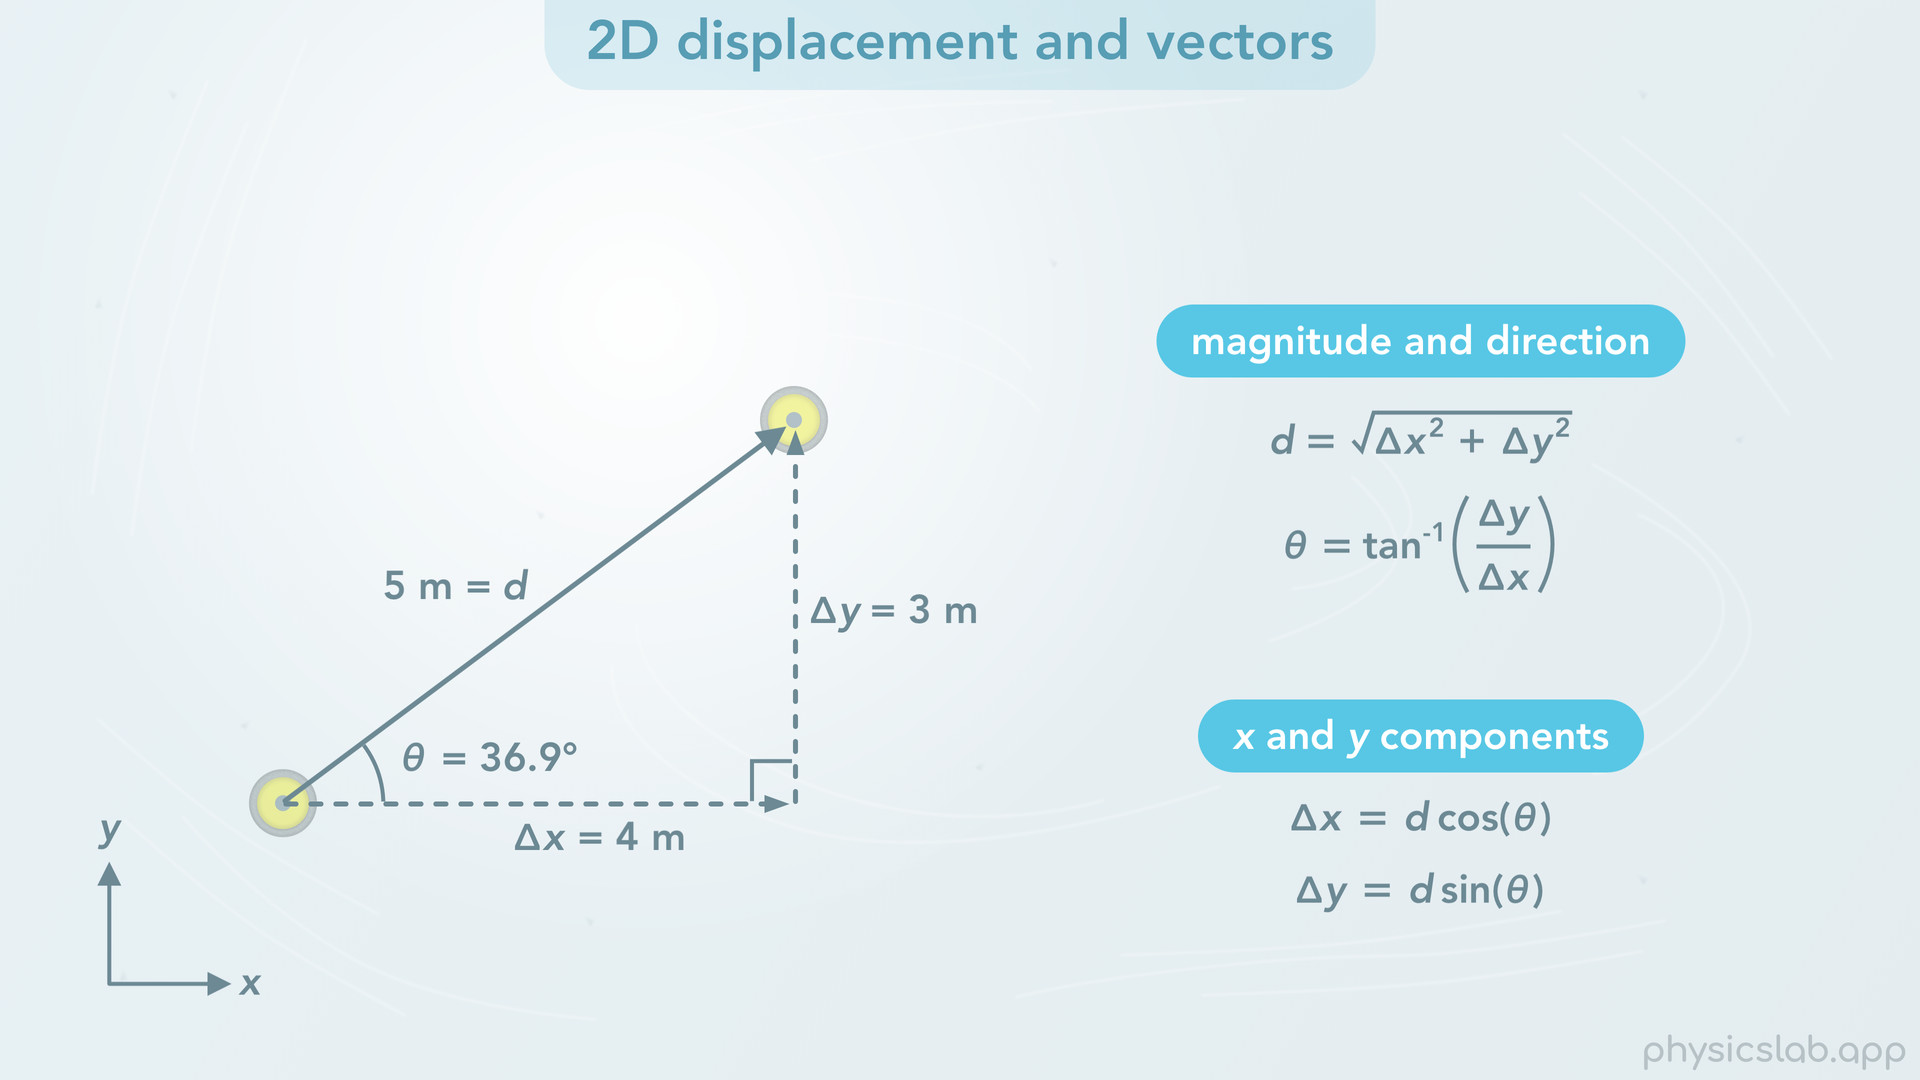 2D displacement and vectors
magnitude and direction
d = √Δx² + Δy²
θ = tan⁻¹(Δy/Δx)
5 m = d
Δy = 3 m
θ = 36.9°
Δx = 4 m
x and y components
Δx = d cos(θ)
Δy = d sin(θ)
y
x
physicslab.app